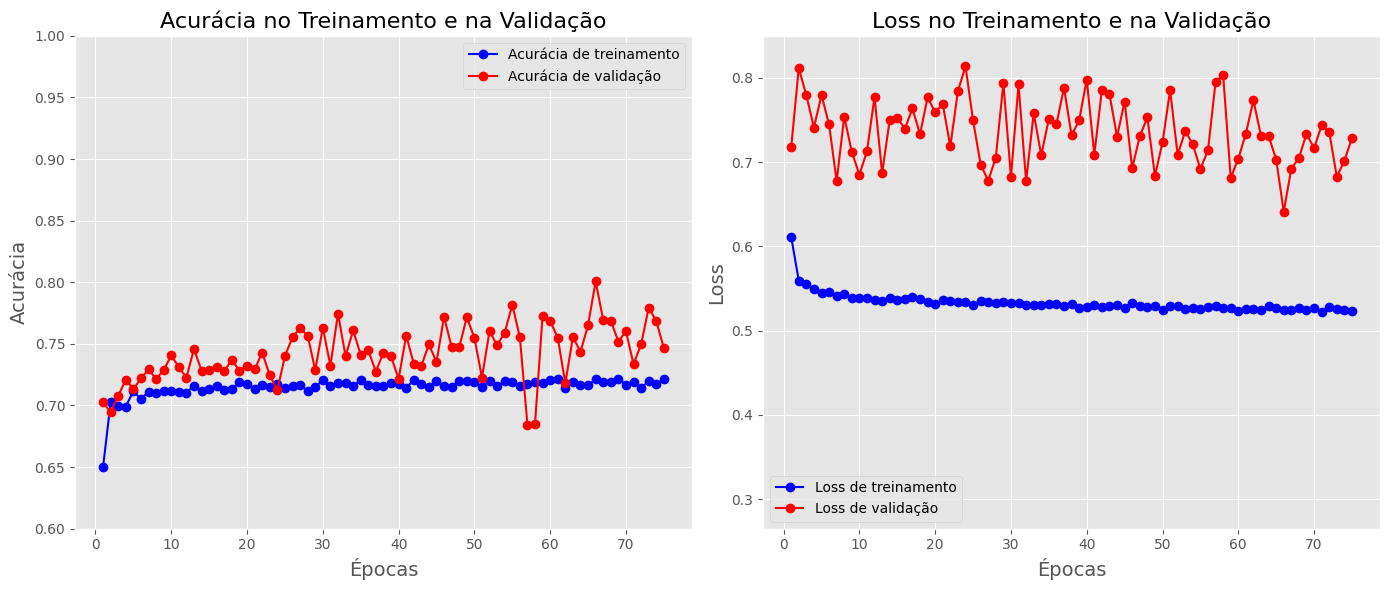 Acurácia no Treinamento e na Validação
1.00
0.95
0.90
0.85
0.80
0.75
0.70
0.65
0.60
Acurácia
Acurácia de treinamento
Acurácia de validação
0 10 20 30 40 50 60 70
Épocas
Loss no Treinamento e na Validação
0.8
0.7
0.6
0.5
0.4
0.3
Loss
Loss de treinamento
Loss de validação
0 10 20 30 40 50 60 70
Épocas